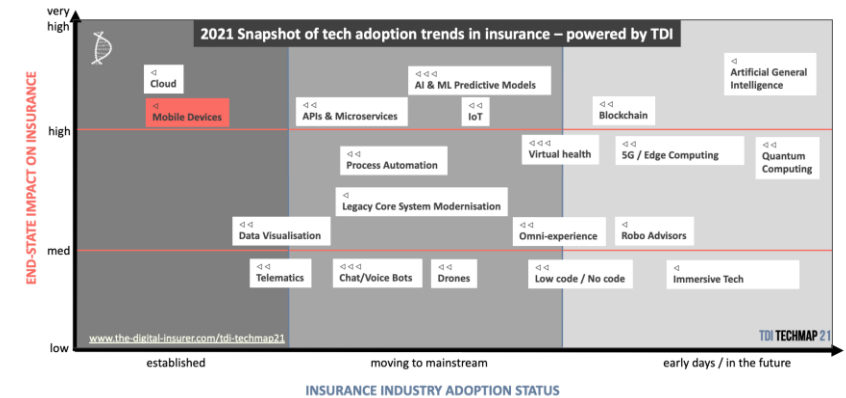 very
high
2021 Snapshot of tech adoption trends in insurance – powered by TDI
Cloud
Mobile Devices
AI & ML Predictive Models
APIs & Microservices
IoT
Artificial General
Intelligence
Blockchain
high
Process Automation
Virtual health
5G / Edge Computing
Quantum
Computing
Legacy Core System Modernisation
Data Visualisation
Omni-experience
Robo Advisors
med
Telematics
Chat/Voice Bots
Drones
Low code / No code
Immersive Tech
www.the-digital-insurer.com/tdi-techmap21
TDI TECHMAP 21
low
END-STATE IMPACT ON INSURANCE
established
moving to mainstream
early days / in the future
INSURANCE INDUSTRY ADOPTION STATUS